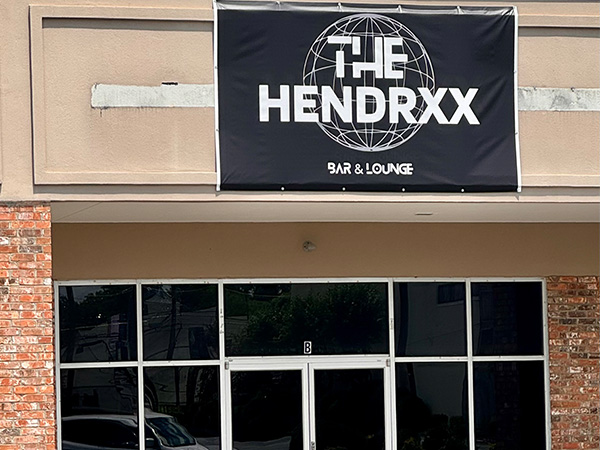 THE
HENDRXX
BAR & LOUNGE
B